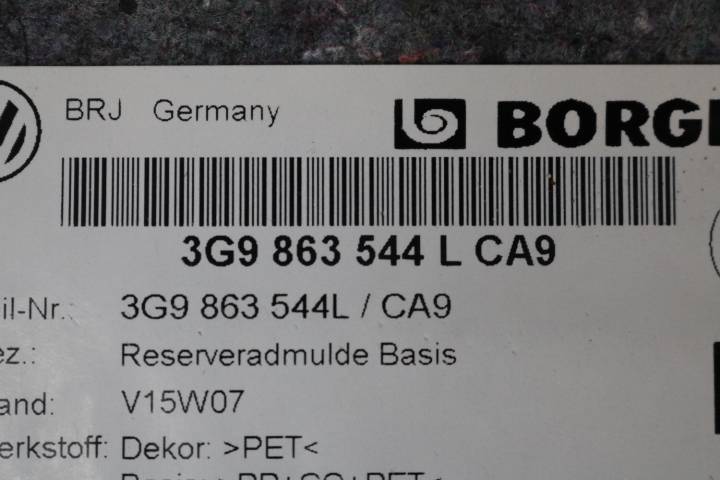 BRJ Germany
BORG
3G9 863 544 L CA9
il-Nr.: 3G9 863 544L / CA9
ez.: Reserveradmulde Basis
and: V15W07
erkstoff: Dekor: >PET<